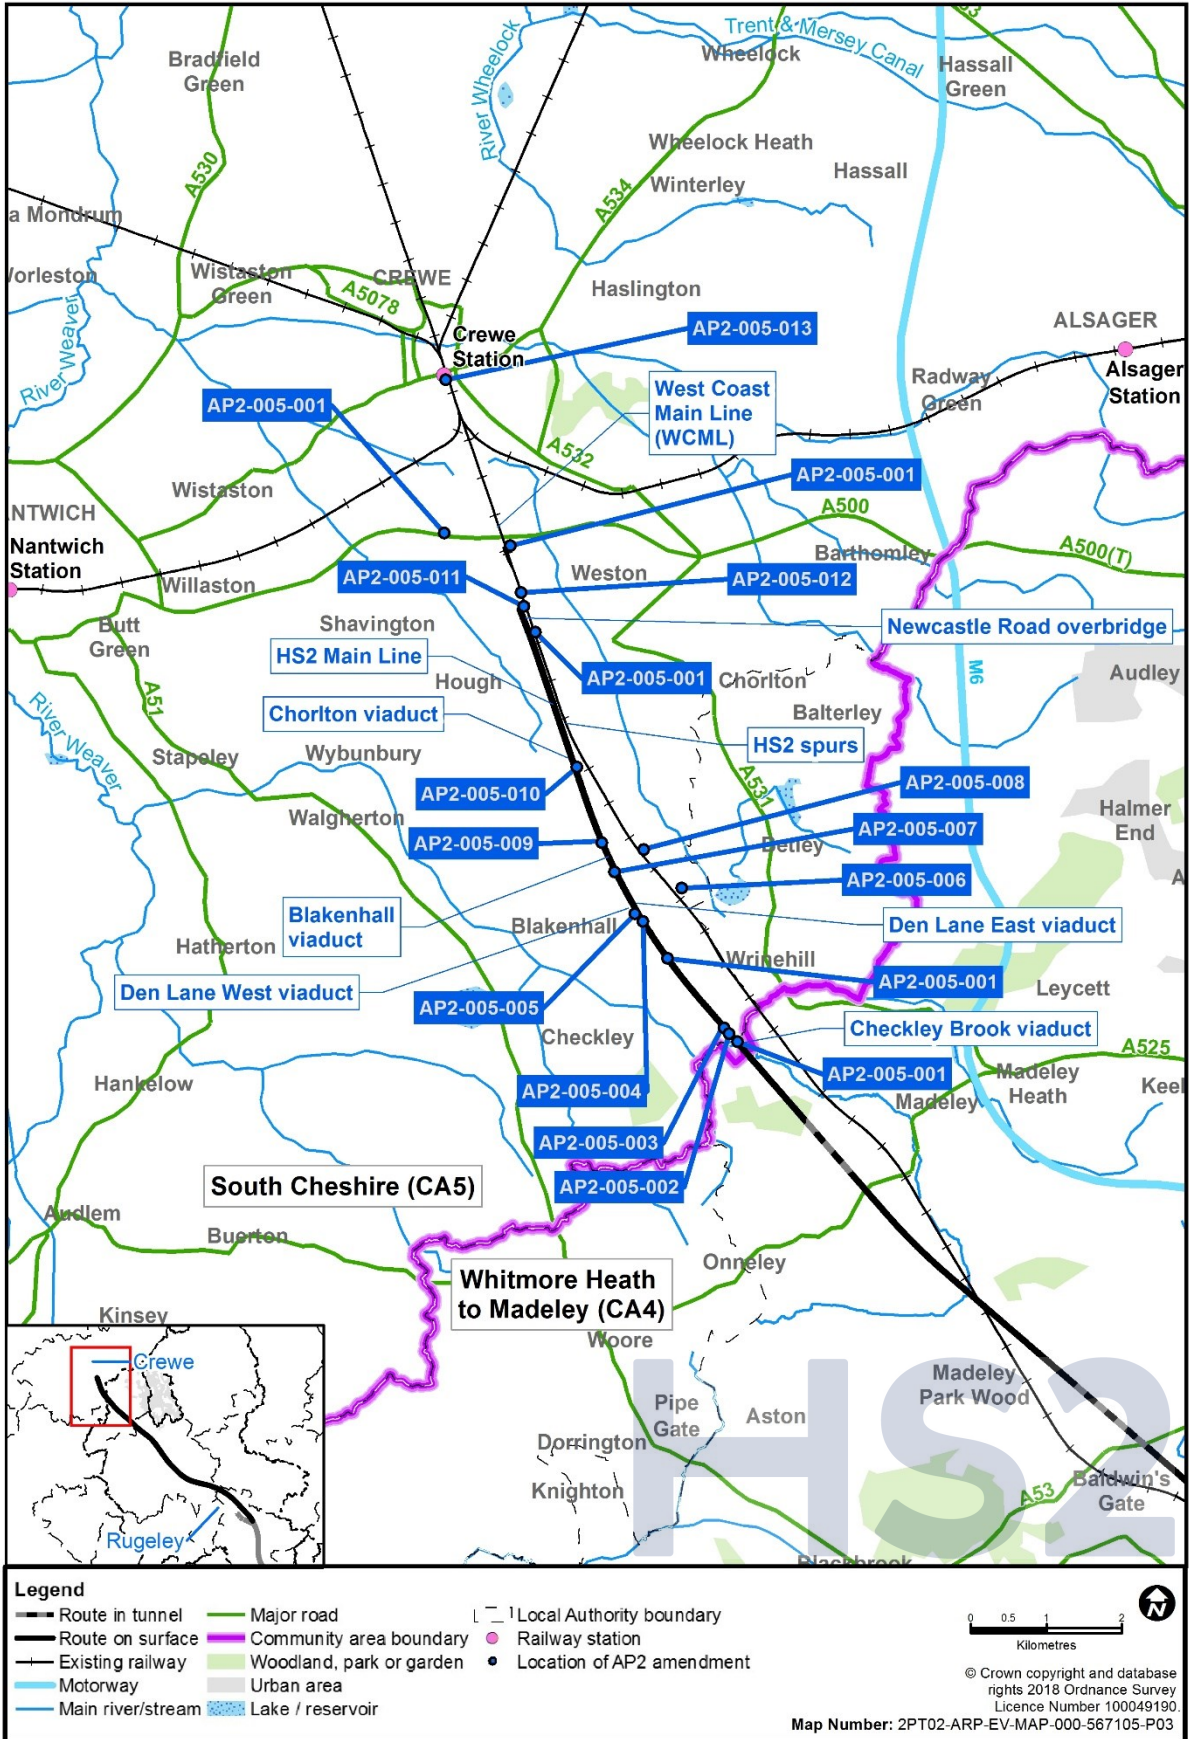 Trent & Mersey Canal
Wheelock
River Wheelock
Bradfield
Green
Hassall
Green
A530
A534
Wheelock Heath
Winterley
Hassall
a Mondrum
Wistaston
Green
CREWE
A5078
Haslington
River Weaver
Crewe
Station
AP2-005-013
ALSAGER
Alsager
Station
Radway
Green
AP2-005-001
West Coast
Main Line
(WCML)
A532
Wistaston
AP2-005-001
A500
NTWICH
Nantwich
Station
Barthomley
A500(T)
AP2-005-011
Weston
AP2-005-012
Willaston
Butt
Green
Shavington
Newcastle Road overbridge
HS2 Main Line
Hough
AP2-005-001
Chorlton
M6
Audley
A51
Chorlton viaduct
Balterley
River Weaver
Stapeley
Wybunbury
HS2 spurs
A531
AP2-005-010
AP2-005-008
Walgherton
Halmer
End
AP2-005-009
AP2-005-007
Betley
AP2-005-006
Blakenhall
viaduct
Blakenhall
Den Lane East viaduct
Hatherton
Wrinehill
Den Lane West viaduct
AP2-005-001
Leycett
AP2-005-005
Checkley
Checkley Brook viaduct
A525
AP2-005-004
AP2-005-001
Madeley
Heath
Hankelow
Madeley
Keel
AP2-005-003
South Cheshire (CA5)
AP2-005-002
Audlem
Buerton
Onneley
Whitmore Heath
to Madeley (CA4)
Kinsey
Woore
Crewe
Rugeley
HS2
Madeley
Park Wood
Pipe
Gate
Aston
Dorrington
Knighton
A53
Baldwin's
Gate
Blackbrook
Legend
Route in tunnel
Route on surface
Existing railway
Motorway
Main river/stream
Major road
Community area boundary
Woodland, park or garden
Urban area
Lake / reservoir
Local Authority boundary
Railway station
Location of AP2 amendment
N
0 0.5 1 2
Kilometres
© Crown copyright and database
rights 2018 Ordnance Survey
Licence Number 100049190.
Map Number: 2PT02-ARP-EV-MAP-000-567105-P03